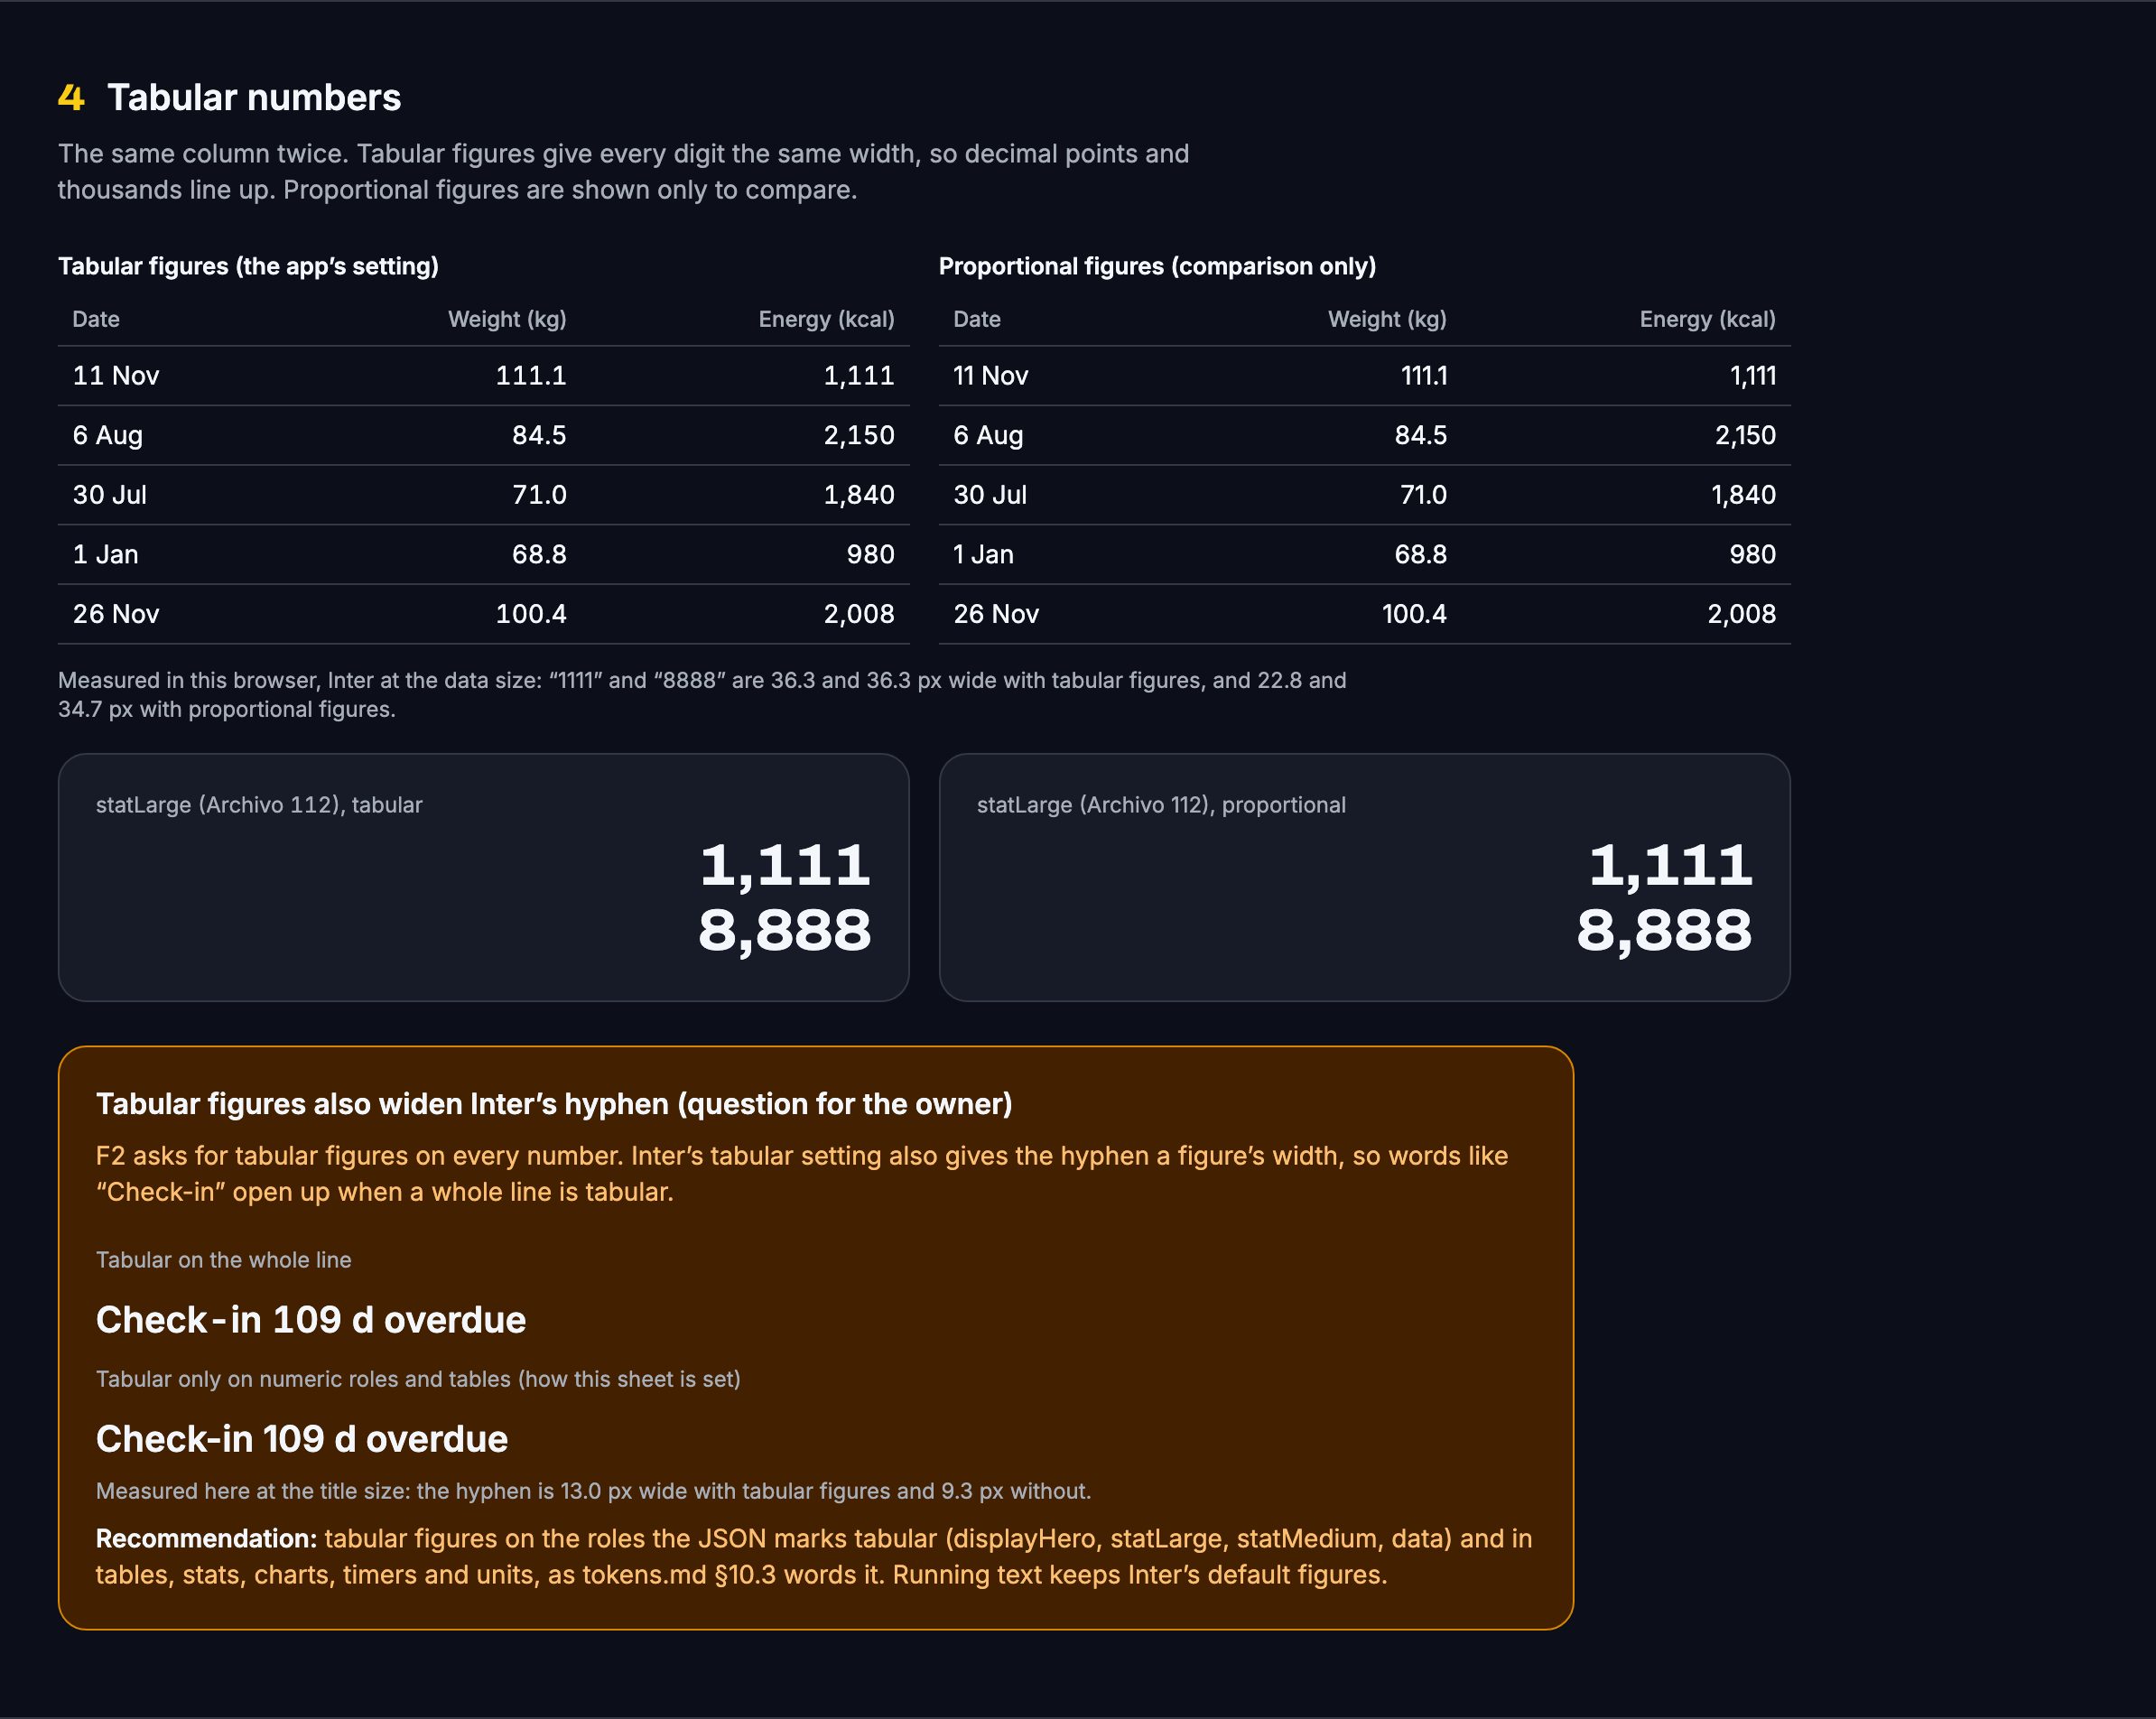 4 Tabular numbers
The same column twice. Tabular figures give every digit the same width, so decimal points and
thousands line up. Proportional figures are shown only to compare.
Tabular figures (the app’s setting)
Date Weight (kg) Energy (kcal)
11 Nov 111.1 1,111
6 Aug 84.5 2,150
30 Jul 71.0 1,840
1 Jan 68.8 980
26 Nov 100.4 2,008
Proportional figures (comparison only)
Date Weight (kg) Energy (kcal)
11 Nov 111.1 1,111
6 Aug 84.5 2,150
30 Jul 71.0 1,840
1 Jan 68.8 980
26 Nov 100.4 2,008
Measured in this browser, Inter at the data size: “1111” and “8888” are 36.3 and 36.3 px wide with tabular figures, and 22.8 and
34.7 px with proportional figures.
statLarge (Archivo 112), tabular
1,111
8,888
statLarge (Archivo 112), proportional
1,111
8,888
Tabular figures also widen Inter’s hyphen (question for the owner)
F2 asks for tabular figures on every number. Inter’s tabular setting also gives the hyphen a figure’s width, so words like
“Check-in” open up when a whole line is tabular.
Tabular on the whole line
Check-in 109 d overdue
Tabular only on numeric roles and tables (how this sheet is set)
Check-in 109 d overdue
Measured here at the title size: the hyphen is 13.0 px wide with tabular figures and 9.3 px without.
Recommendation: tabular figures on the roles the JSON marks tabular (displayHero, statLarge, statMedium, data) and in
tables, stats, charts, timers and units, as tokens.md §10.3 words it. Running text keeps Inter’s default figures.